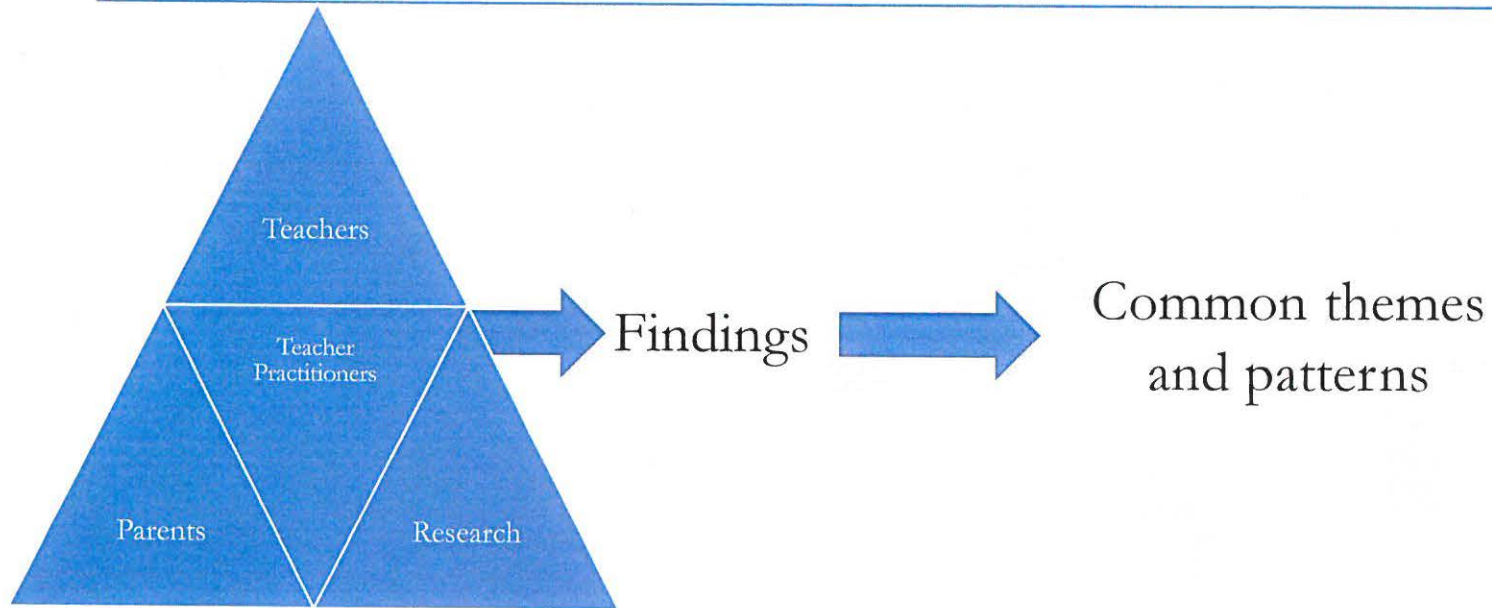 Teachers
Teacher
Practitioners
Parents
Research
Findings
Common themes
and patterns